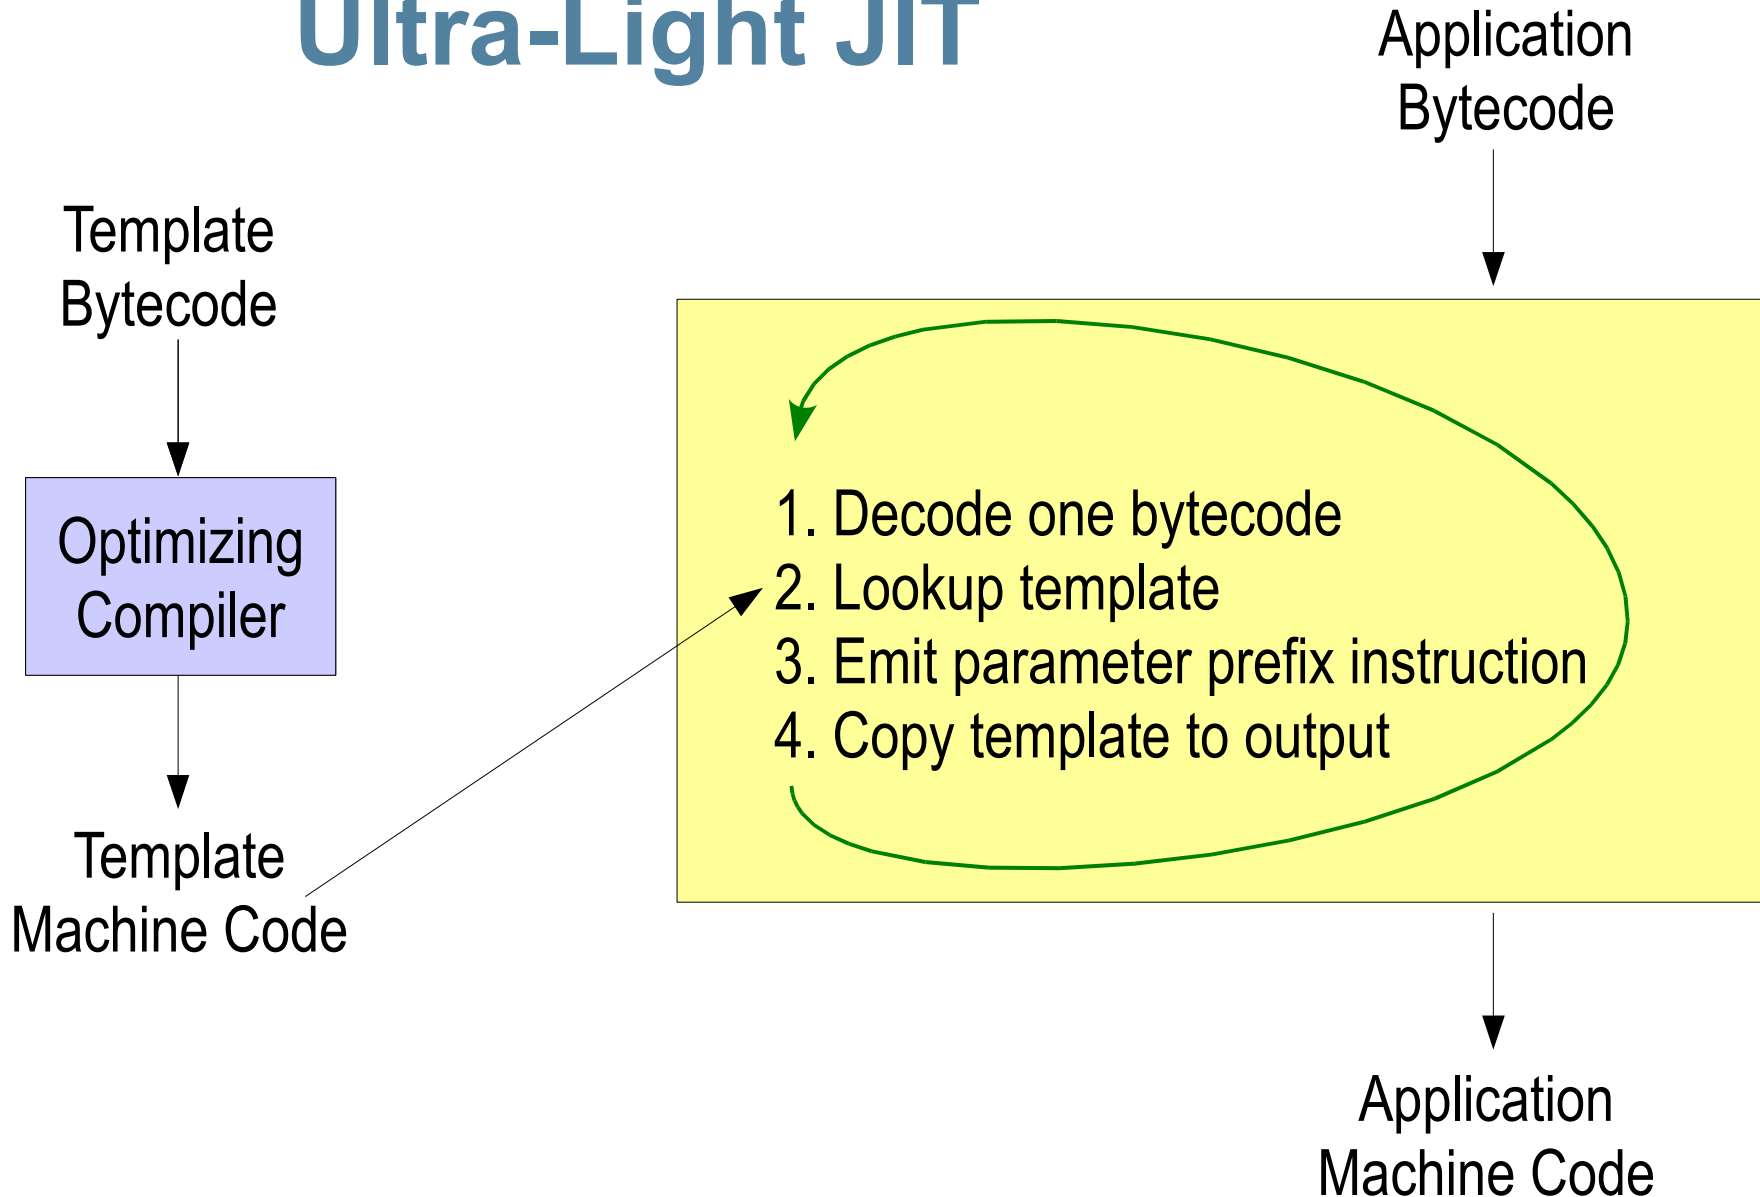 Ultra-Light JIT
Application
Bytecode
Template
Bytecode
Optimizing
Compiler
1. Decode one bytecode
2. Lookup template
3. Emit parameter prefix instruction
4. Copy template to output
Template
Machine Code
Application
Machine Code